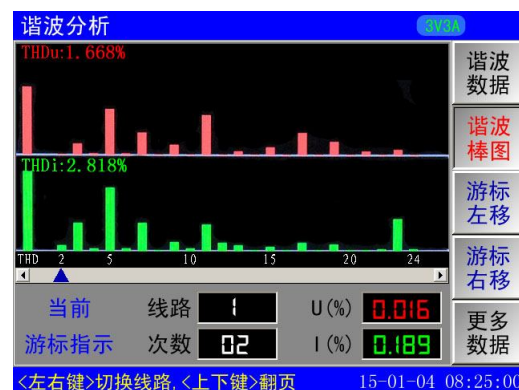 谐波分析 3V3A
THDu:1.668%
THDi:2.818%
THD 2 5 10 15 20 24
当前 线路 1 U(%) 0.016
游标指示 次数 02 I(%) 0.189
谐波
数据
谐波
棒图
游标
左移
游标
右移
更多
数据
<左右键>切换线路,<上下键>翻页 15-01-04 08:25:00